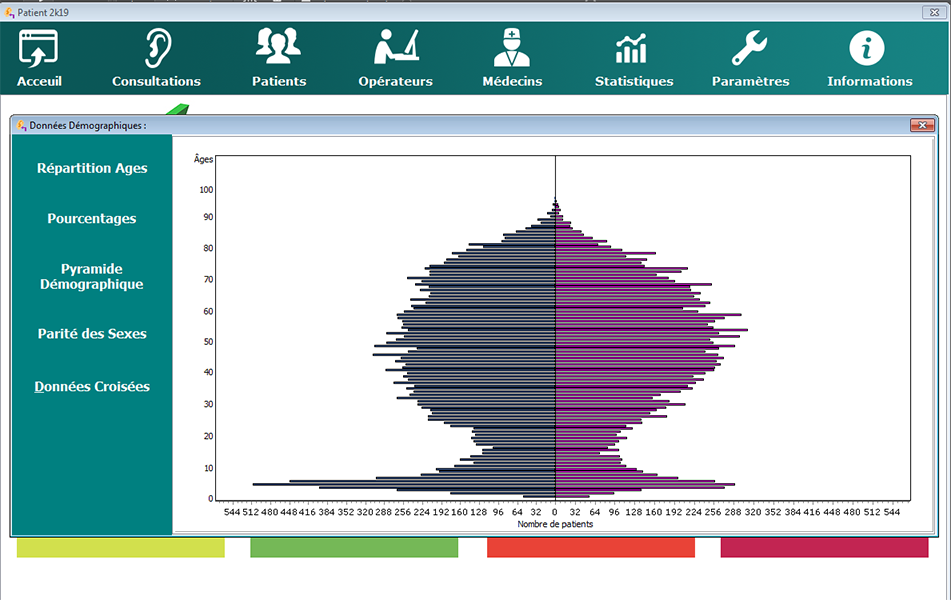 Patient 2k19
Acceuil
Consultations
Patients
Opérateurs
Médecins
Statistiques
Paramètres
Informations
Données Démographiques :
Répartition Ages
Pourcentages
Pyramide
Démographique
Parité des Sexes
Données Croisées
Âges
100
90
80
70
60
50
40
30
20
10
0
544 512 480 448 416 384 352 320 288 256 224 192 160 128 96 64 32 0 32 64 96 128 160 192 224 256 288 320 352 384 416 448 480 512 544
Nombre de patients